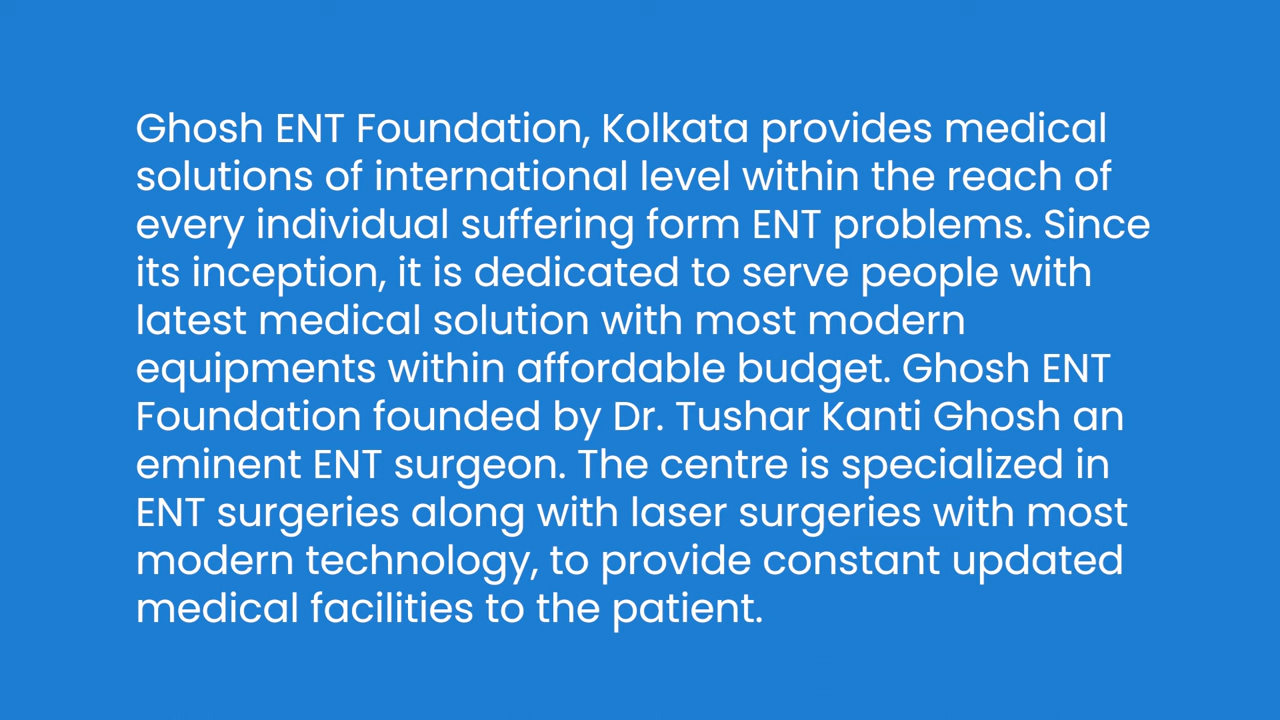 Ghosh ENT Foundation, Kolkata provides medical
solutions of international level within the reach of
every individual suffering form ENT problems. Since
its inception, it is dedicated to serve people with
latest medical solution with most modern
equipments within affordable budget. Ghosh ENT
Foundation founded by Dr. Tushar Kanti Ghosh an
eminent ENT surgeon. The centre is specialized in
ENT surgeries along with laser surgeries with most
modern technology, to provide constant updated
medical facilities to the patient.